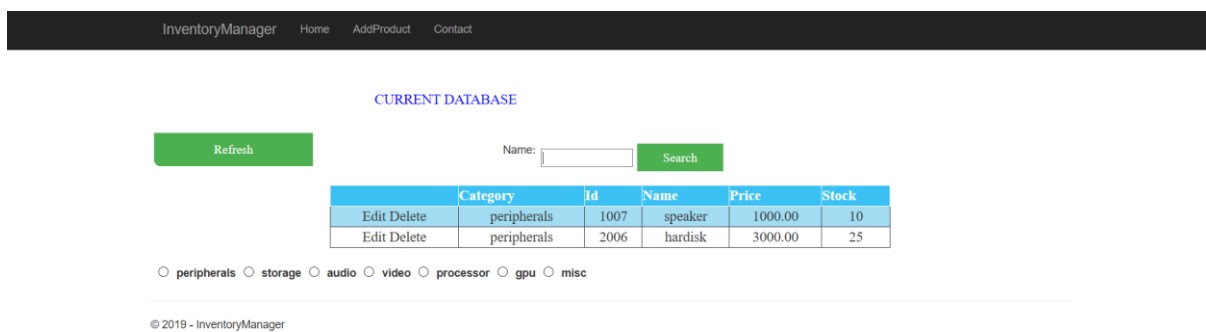 InventoryManager Home AddProduct Contact
CURRENT DATABASE
Refresh
Name: Search
Category Id Name Price Stock
Edit Delete peripherals 1007 speaker 1000.00 10
Edit Delete peripherals 2006 hardisk 3000.00 25
peripherals storage audio video processor gpu misc
© 2019 - InventoryManager